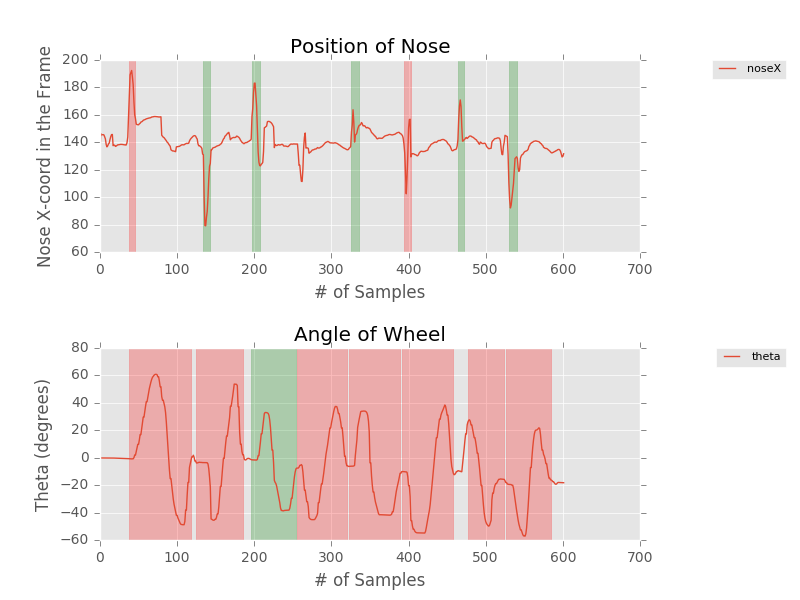 Position of Nose
200
180
160
140
120
100
80
60
Nose X-coord in the Frame
0 100 200 300 400 500 600 700
# of Samples
noseX
Angle of Wheel
80
60
40
20
0
−20
−40
−60
Theta (degrees)
0 100 200 300 400 500 600 700
# of Samples
theta